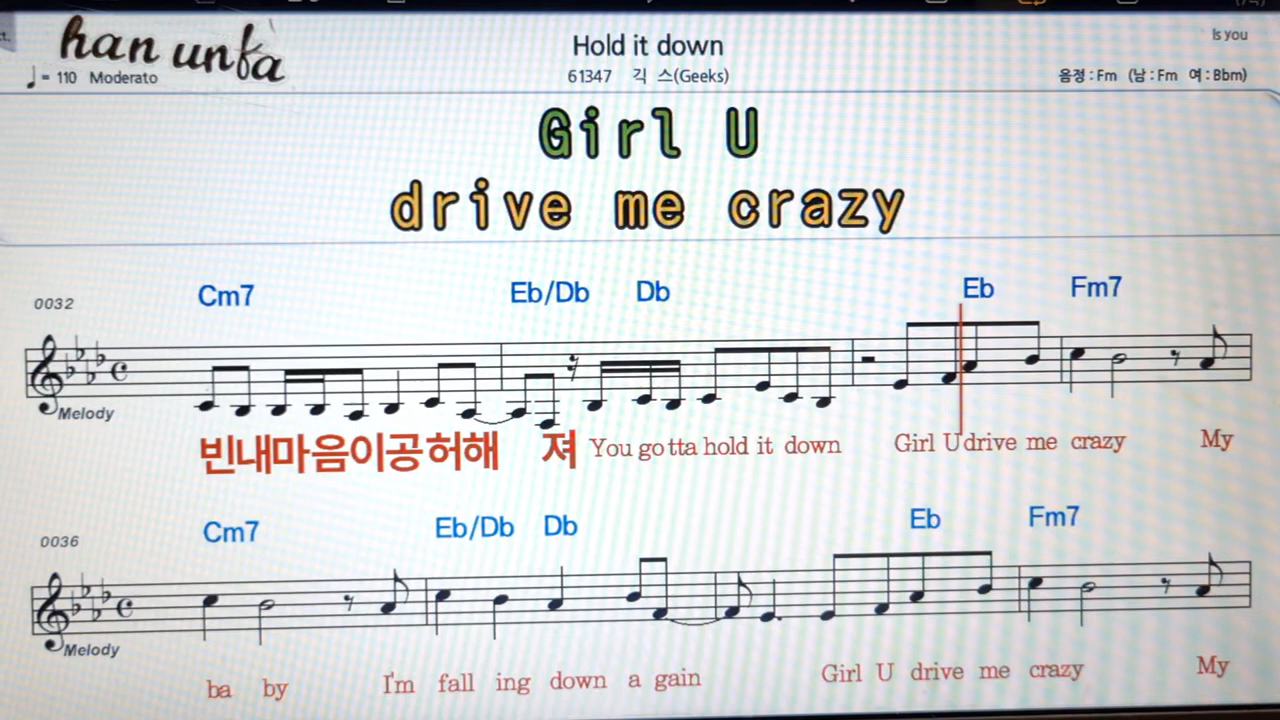 han unfa
Hold it down
Is you
♩= 110 Moderato
61347 긱 스(Geeks)
음정 : Fm (남 : Fm 여 : Bbm)
Girl U
drive me crazy
Cm7 Eb/Db Db Eb Fm7
0032
Melody
빈내마음이공허해 져 You gotta hold it down Girl U drive me crazy My
Cm7 Eb/Db Db Eb Fm7
0036
Melody
ba by I'm fall ing down a gain Girl U drive me crazy My